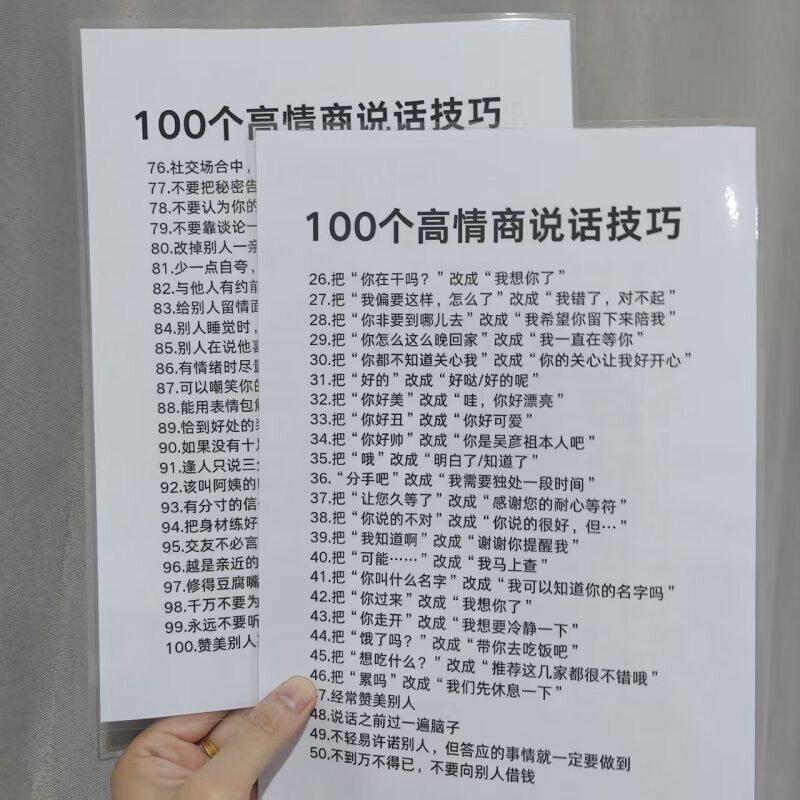 100个高情商说话技巧
76.社交场合中，
77.不要把秘密告
78.不要认为你的
79.不要靠谈论一
80.改掉别人一亲
81.少一点自夸，
82.与他人有约前
83.给别人留情面
84.别人睡觉时，
85.别人在说他喜
86.有情绪时尽量
87.可以嘲笑你的
88.能用表情包解
89.恰到好处的
90.如果没有十
91.逢人只说三
92.该叫阿姨的
93.有分寸的信
94.把身材练好
95.交友不必言
96.越是亲近的
97.修得豆腐嘴
98.千万不要为
99.永远不要听
100.赞美别人
100个高情商说话技巧
26.把“你在干吗？”改成“我想你了”
27.把“我偏要这样，怎么了”改成“我错了，对不起”
28.把“你非要到哪儿去”改成“我希望你留下来陪我”
29.把“你怎么这么晚回家”改成“我一直在等你”
30.把“你都不知道关心我”改成“你的关心让我好开心”
31.把“好的”改成“好哒/好的呢”
32.把“你好美”改成“哇，你好漂亮”
33.把“你好丑”改成“你好可爱”
34.把“你好帅”改成“你是吴彦祖本人吧”
35.把“哦”改成“明白了/知道了”
36.“分手吧”改成“我需要独处一段时间”
37.把“让您久等了”改成“感谢您的耐心等符”
38.把“你说的不对”改成“你说的很好，但…”
39.把“我知道啊”改成“谢谢你提醒我”
40.把“可能……”改成“我马上查”
41.把“你叫什么名字”改成“我可以知道你的名字吗”
42.把“你过来”改成“我想你了”
43.把“你走开”改成“我想要冷静一下”
44.把“饿了吗？”改成“带你去吃饭吧”
45.把“想吃什么？”改成“推荐这几家都很不错哦”
46.把“累吗”改成“我们先休息一下”
47.经常赞美别人
48.说话之前过一遍脑子
49.不轻易许诺别人，但答应的事情就一定要做到
50.不到万不得已，不要向别人借钱